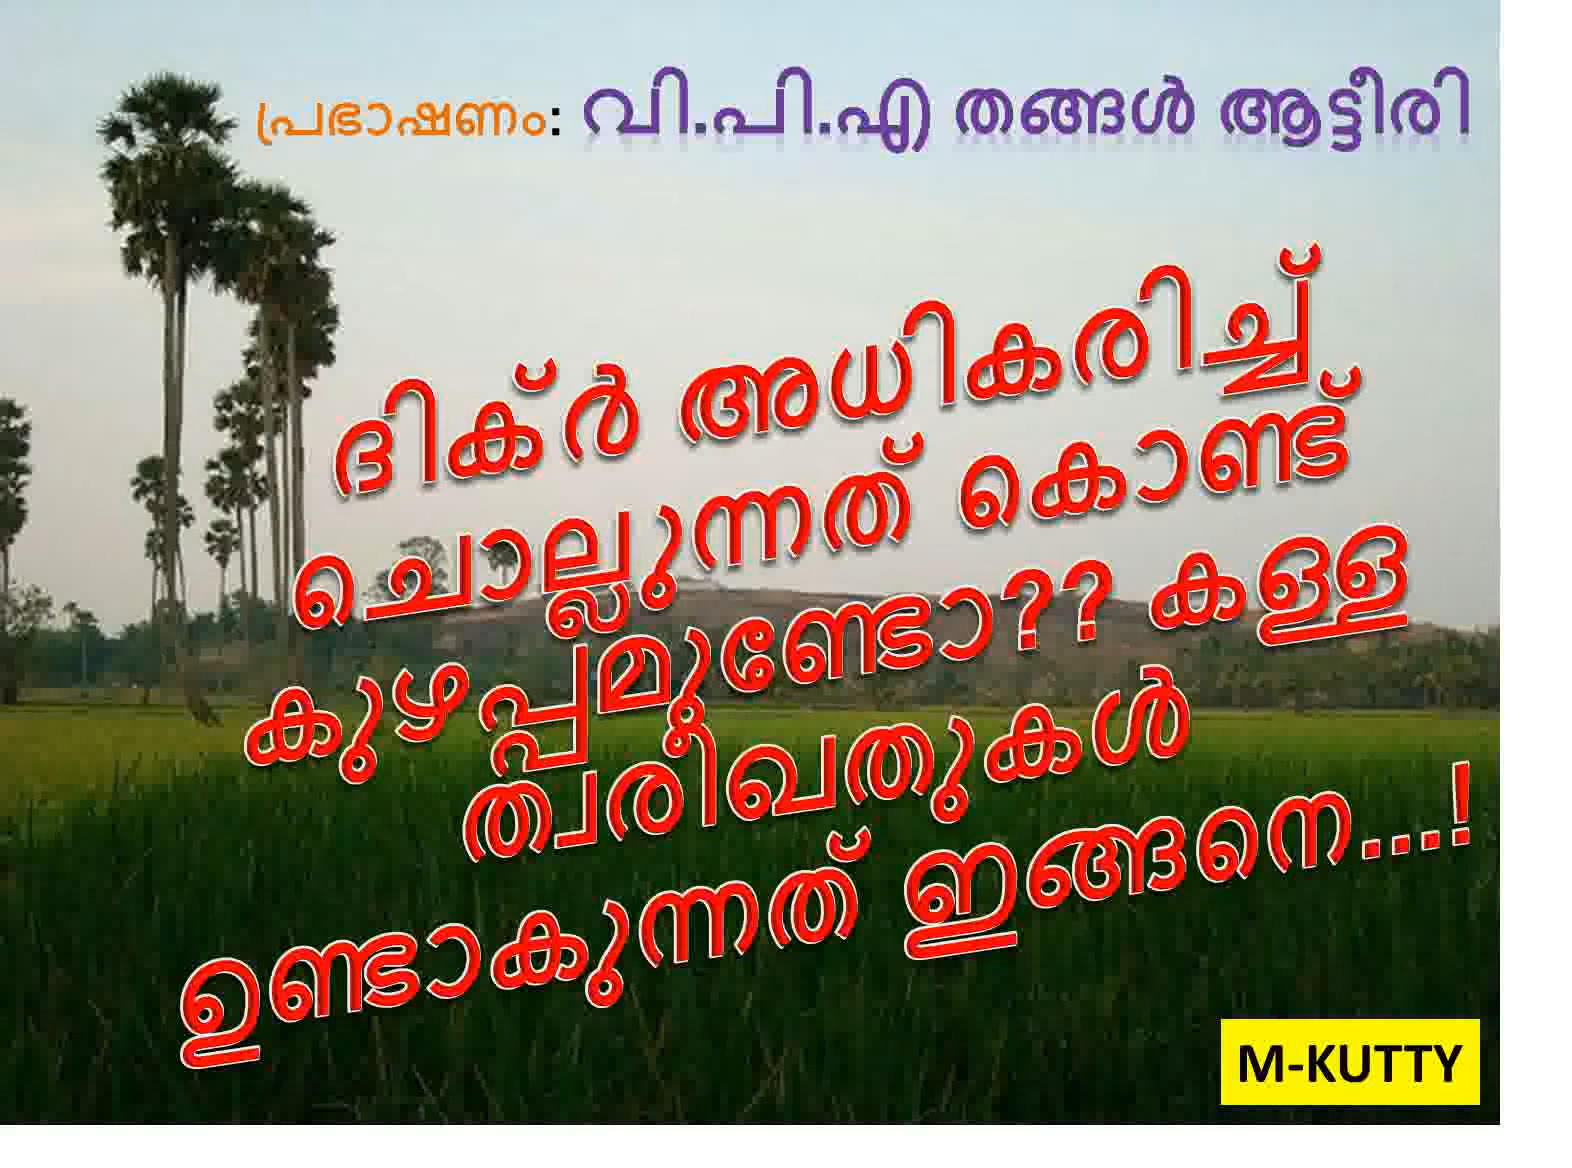 പ്രഭാഷണം: വി.പി.എ തങ്ങൾ ആട്ടീരി
ദിക്ർ അധികരിച്ച്
ചൊല്ലുന്നത് കൊണ്ട്
കുഴപ്പമുണ്ടോ?? കള്ള
ത്വരീഖതുകൾ
ഉണ്ടാകുന്നത് ഇങ്ങനെ...!
M-KUTTY